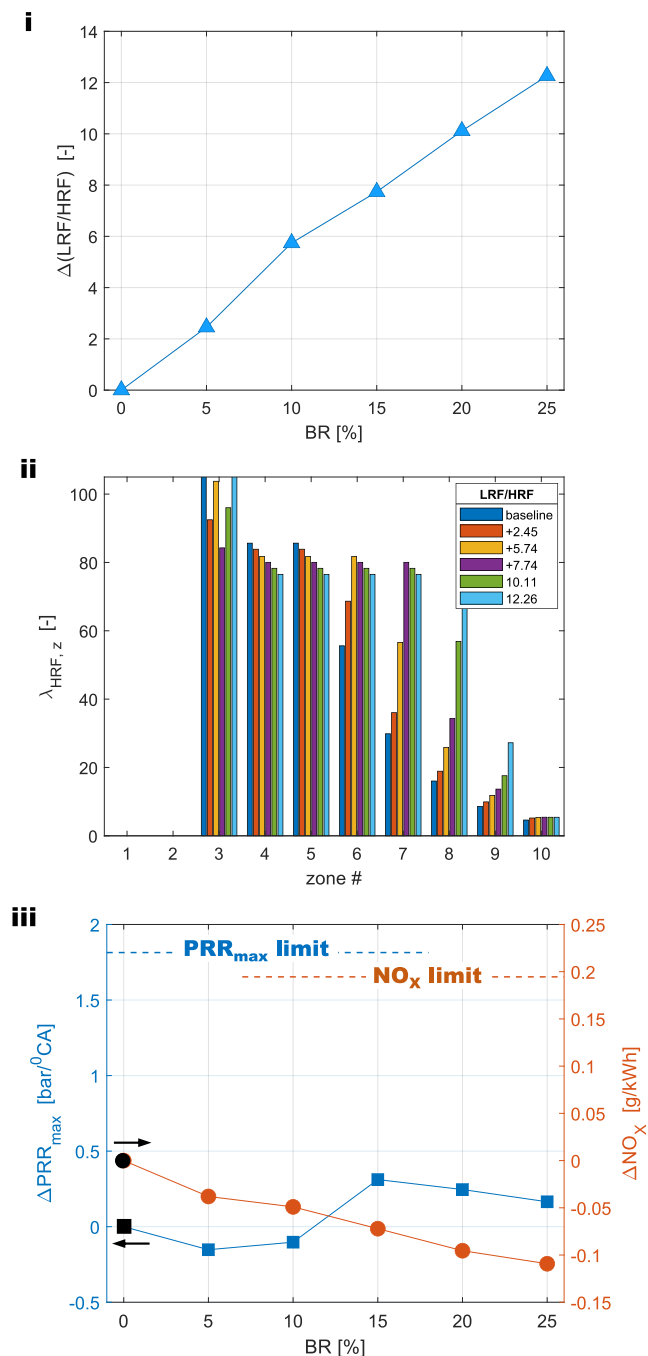 i
14
12
10
8
6
4
2
0
Δ(LRF/HRF) [-]
0 5 10 15 20 25
BR [%]
ii
100
80
60
40
20
0
λHRF, z [-]
LRF/HRF
baseline
+2.45
+5.74
+7.74
10.11
12.26
1 2 3 4 5 6 7 8 9 10
zone #
iii
2
1.5
1
0.5
0
-0.5
ΔPRRmax [bar/⁰CA]
PRRmax limit
NOX limit
0.25
0.2
0.15
0.1
0.05
0
-0.05
-0.1
-0.15
ΔNOX [g/kWh]
0 5 10 15 20 25
BR [%]